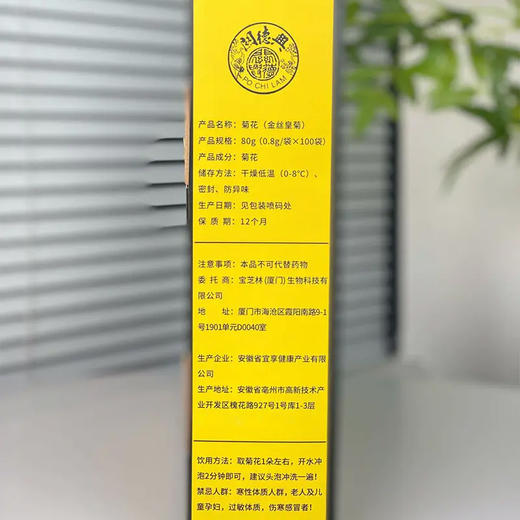 闵德典
PO CHI LAM
产品名称：菊花（金丝皇菊）
产品规格：80g（0.8g/袋×100袋）
产品成分：菊花
储存方法：干燥低温（0-8℃）、
密封、防异味
生产日期：见包装喷码处
保 质 期：12个月
注意事项：本品不可代替药物
委 托 商：宝芝林(厦门)生物科技有
限公司
地 址：厦门市海沧区霞阳南路9-1
号1901单元D0040室
生产企业：安徽省宜享健康产业有限公
公司
生产地址：安徽省亳州市高新技术产
业开发区槐花路927号1号库1-3层
饮用方法：取菊花1朵左右，开水冲
泡2分钟即可，建议头泡冲洗一遍！
禁忌人群：寒性体质人群，老人及儿
童孕妇，过敏体质，伤寒感冒者！